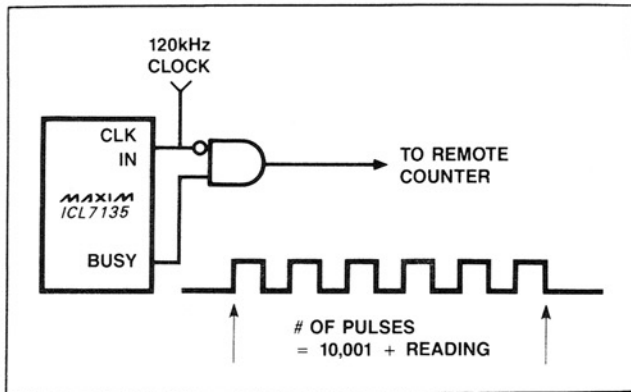 120kHz
CLOCK
CLK
IN
MAXIM
ICL7135
BUSY
TO REMOTE
COUNTER
# OF PULSES
= 10,001 + READING